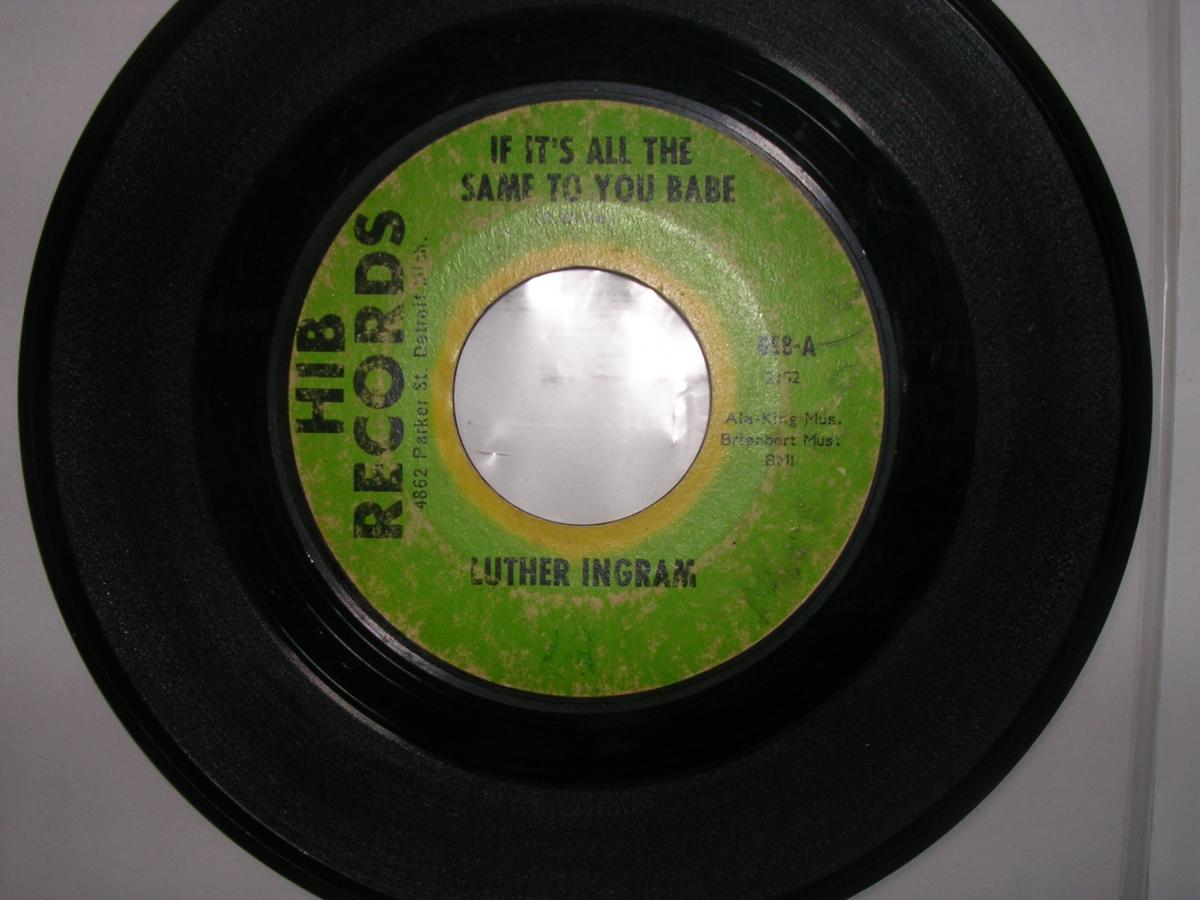 IF IT'S ALL THE
SAME TO YOU BABE
HIB
RECORDS
4862 Parker St. Detroit Mich.
Ala-King Mus.
Mus.
BMI
LUTHER INGRAM